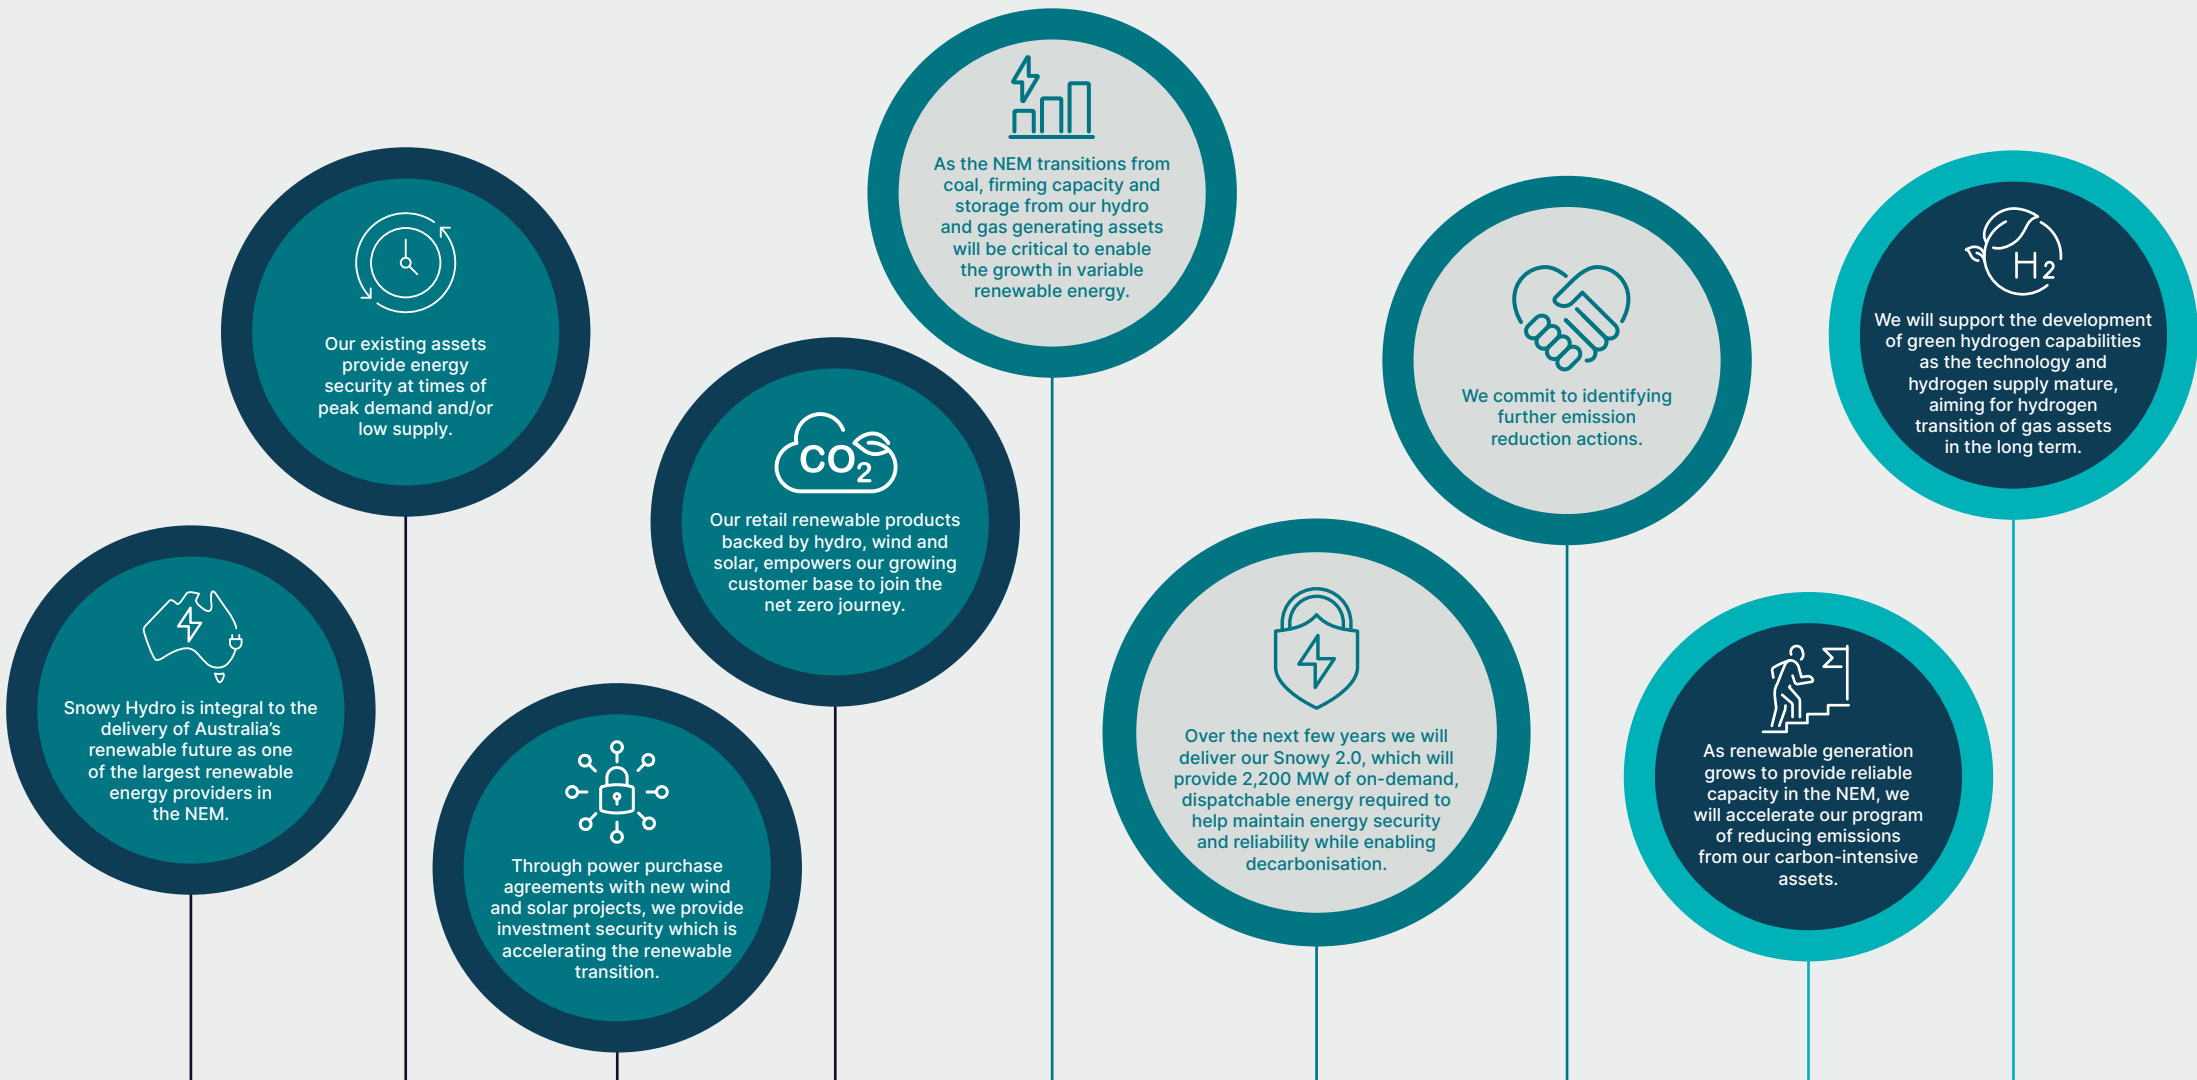 Snowy Hydro is integral to the
delivery of Australia’s
renewable future as one
of the largest renewable
energy providers in
the NEM.
Our existing assets
provide energy
security at times of
peak demand and/or
low supply.
Through power purchase
agreements with new wind
and solar projects, we provide
investment security which is
accelerating the renewable
transition.
CO2
Our retail renewable products
backed by hydro, wind and
solar, empowers our growing
customer base to join the
net zero journey.
As the NEM transitions from
coal, firming capacity and
storage from our hydro
and gas generating assets
will be critical to enable
the growth in variable
renewable energy.
Over the next few years we will
deliver our Snowy 2.0, which will
provide 2,200 MW of on-demand,
dispatchable energy required to
help maintain energy security
and reliability while enabling
decarbonisation.
We commit to identifying
further emission
reduction actions.
Σ
As renewable generation
grows to provide reliable
capacity in the NEM, we
will accelerate our program
of reducing emissions
from our carbon-intensive
assets.
H2
We will support the development
of green hydrogen capabilities
as the technology and
hydrogen supply mature,
aiming for hydrogen
transition of gas assets
in the long term.